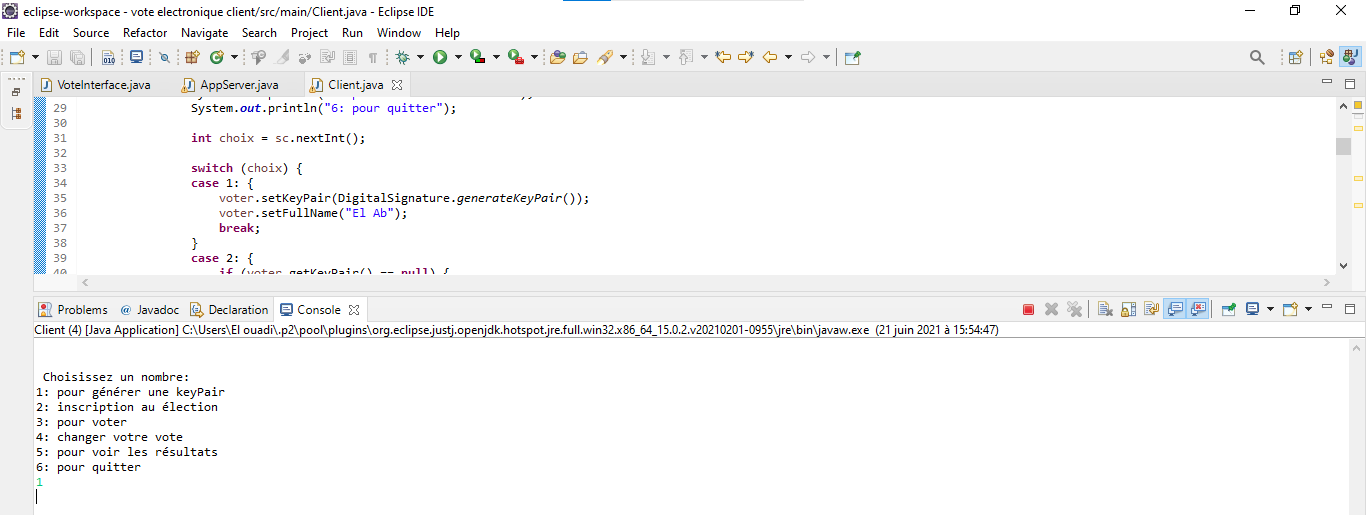 eclipse-workspace - vote electronique client/src/main/Client.java - Eclipse IDE
File Edit Source Refactor Navigate Search Project Run Window Help
VoteInterface.java AppServer.java Client.java
29 System.out.println("6: pour quitter");
30
31 int choix = sc.nextInt();
32
33 switch (choix) {
34 case 1: {
35 voter.setKeyPair(DigitalSignature.generateKeyPair());
36 voter.setFullName("El Ab");
37 break;
38 }
39 case 2: {
40 if (voter.getKeyPair() == null) {
Problems @ Javadoc Declaration Console
Client (4) [Java Application] C:\Users\El ouadi\.p2\pool\plugins\org.eclipse.justj.openjdk.hotspot.jre.full.win32.x86_64_15.0.2.v20210201-0955\jre\bin\javaw.exe (21 juin 2021 à 15:54:47)
Choisissez un nombre:
1: pour générer une keyPair
2: inscription au élection
3: pour voter
4: changer votre vote
5: pour voir les résultats
6: pour quitter
1